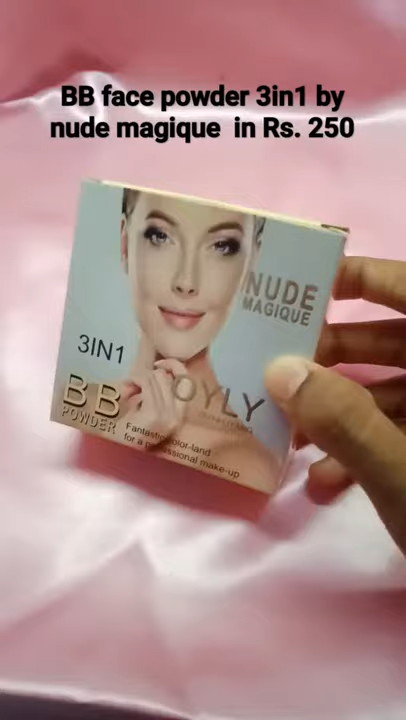 BB face powder 3in1 by
nude magique in Rs. 250
NUDE
MAGIQUE
3IN1
BB
POWDER
OYLY
Fantastic color-land
for a professional make-up